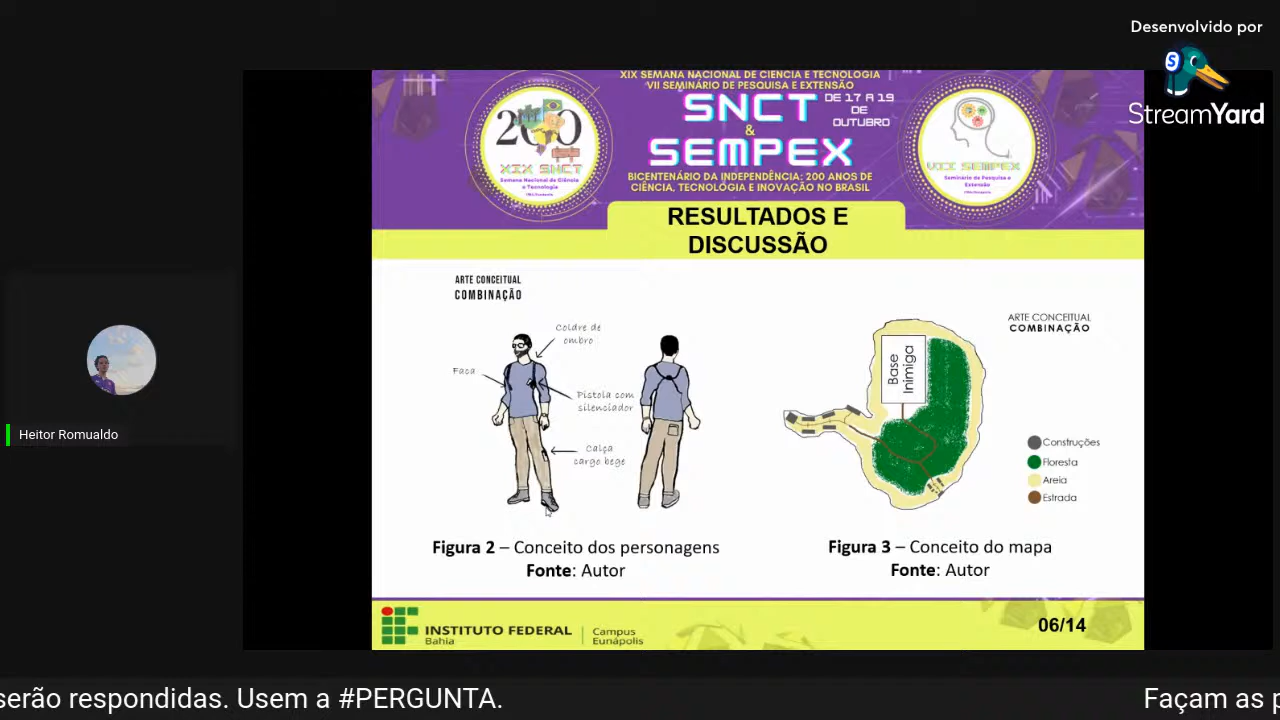 Desenvolvido por
StreamYard
XIX SEMANA NACIONAL DE CIENCIA E TECNOLOGIA
VII SEMINÁRIO DE PESQUISA E EXTENSÃO
SNCT
&
SEMPEX
DE 17 A 19
DE
OUTUBRO
BICENTENÁRIO DA INDEPENDÊNCIA: 200 ANOS DE
CIÊNCIA, TECNOLOGIA E INOVAÇÃO NO BRASIL
200
XIX SNCT
Semana Nacional de Ciência
e Tecnologia
VII SEMPEX
Seminário de Pesquisa e
Extensão
RESULTADOS E
DISCUSSÃO
ARTE CONCEITUAL
COMBINAÇÃO
Coldre de
ombro
Faca
Pistola com
silenciador
Calça
cargo bege
Figura 2 – Conceito dos personagens
Fonte: Autor
ARTE CONCEITUAL
COMBINAÇÃO
Base
Inimiga
Construções
Floresta
Areia
Estrada
Figura 3 – Conceito do mapa
Fonte: Autor
Heitor Romualdo
INSTITUTO FEDERAL
Bahia
Campus
Eunápolis
06/14
serão respondidas. Usem a #PERGUNTA.
Façam as p